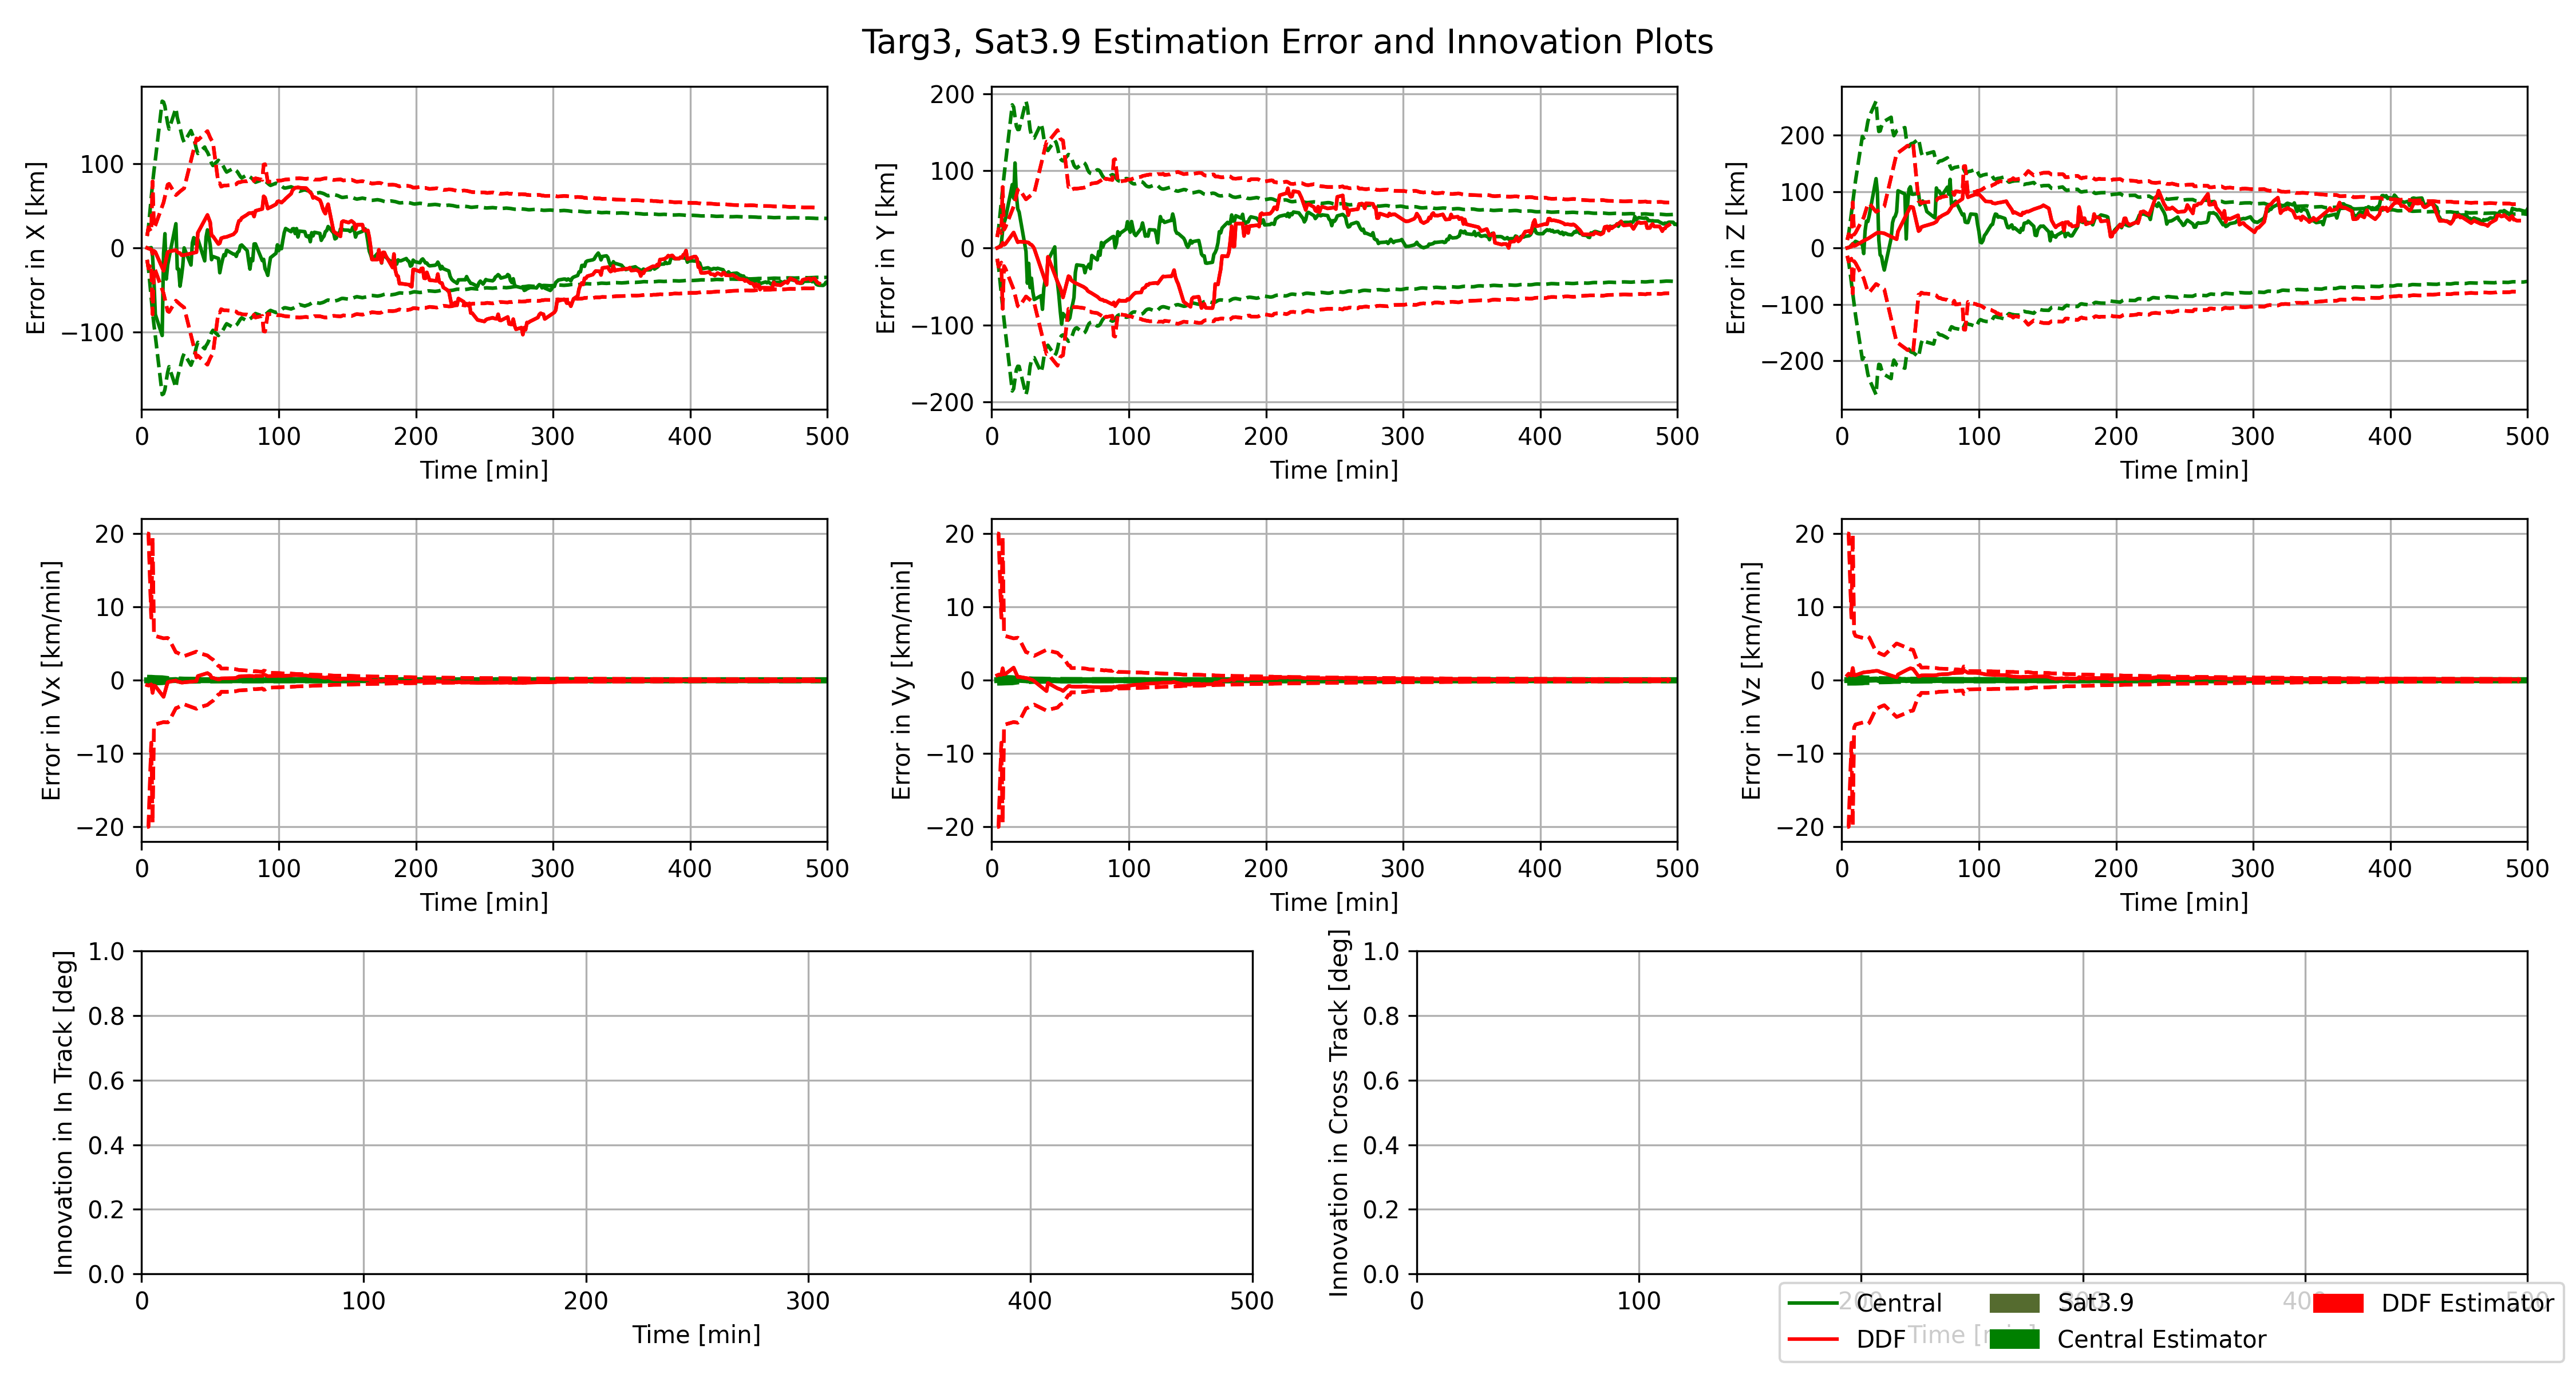 Targ3, Sat3.9 Estimation Error and Innovation Plots
Error in X [km]
100
0
−100
0 100 200 300 400 500
Time [min]
Error in Y [km]
200
100
0
−100
−200
0 100 200 300 400 500
Time [min]
Error in Z [km]
200
100
0
−100
−200
0 100 200 300 400 500
Time [min]
Error in Vx [km/min]
20
10
0
−10
−20
0 100 200 300 400 500
Time [min]
Error in Vy [km/min]
20
10
0
−10
−20
0 100 200 300 400 500
Time [min]
Error in Vz [km/min]
20
10
0
−10
−20
0 100 200 300 400 500
Time [min]
Innovation in In Track [deg]
1.0
0.8
0.6
0.4
0.2
0.0
0 100 200 300 400 500
Time [min]
Innovation in Cross Track [deg]
1.0
0.8
0.6
0.4
0.2
0.0
0 100 200 300 400 500
Time [min]
Central
DDF
Sat3.9
Central Estimator
DDF Estimator